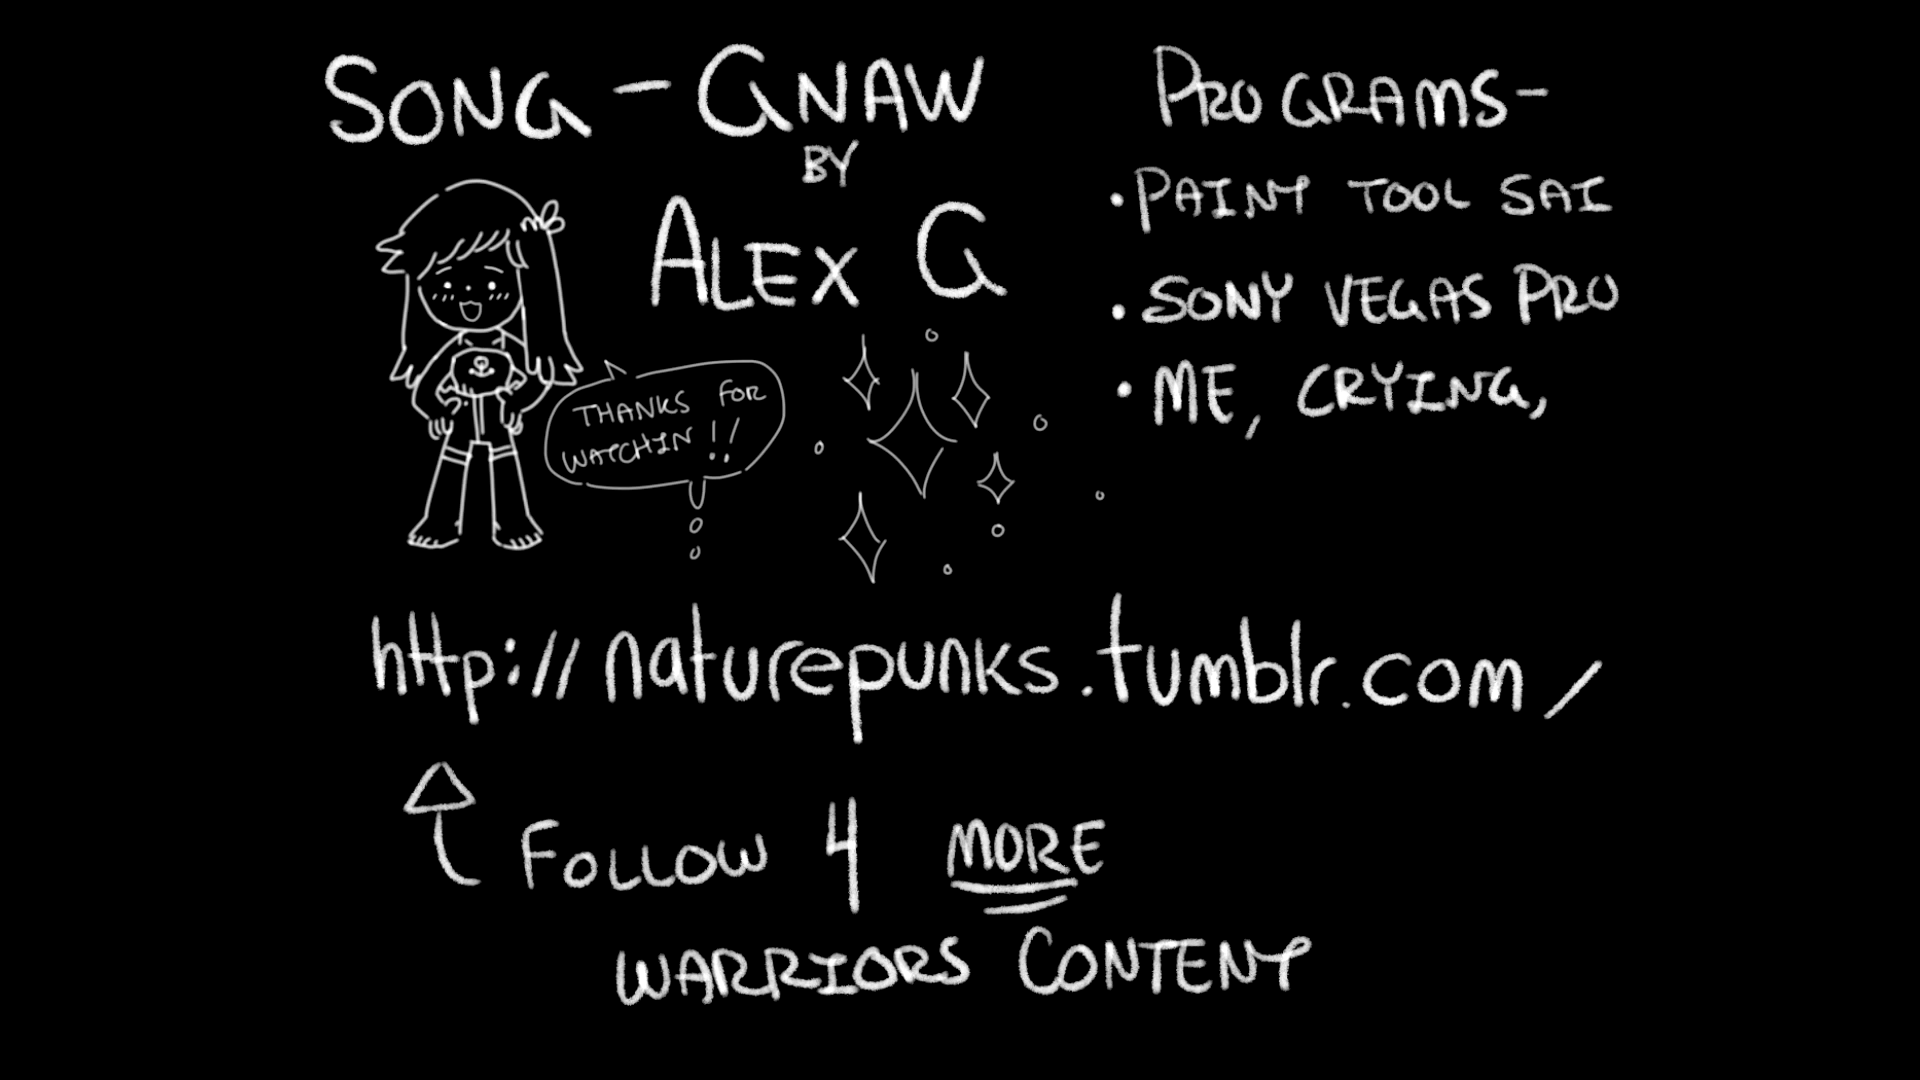 SONG - GNAW
BY
ALEX G
PROGRAMS-
• PAINT TOOL SAI
• SONY VEGAS PRO
• ME, CRYING,
THANKS FOR
WATCHIN!!
http://naturepunks.tumblr.com/
FOLLOW 4 MORE
WARRIORS CONTENT